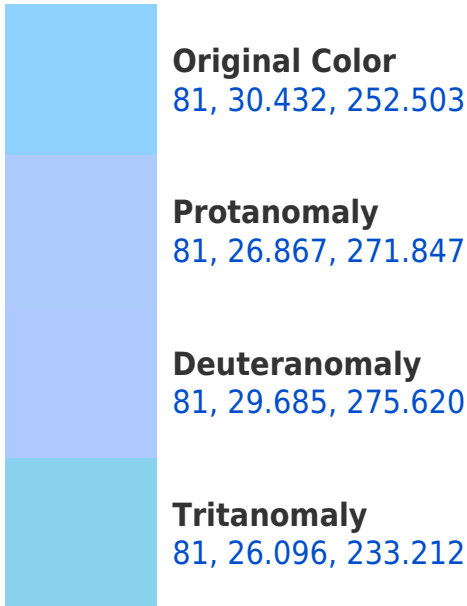 Original Color
81, 30.432, 252.503
Protanomaly
81, 26.867, 271.847
Deuteranomaly
81, 29.685, 275.620
Tritanomaly
81, 26.096, 233.212